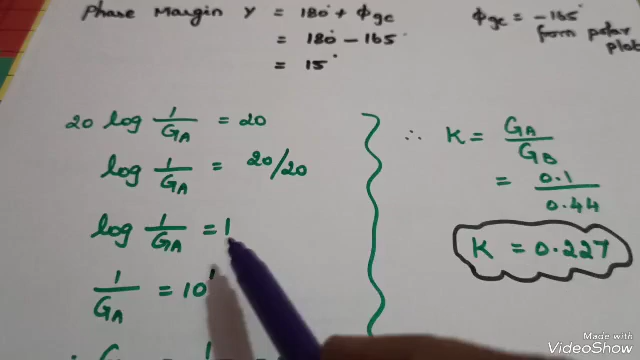 Phase Margin γ = 180° + ϕgc
= 180° - 165°
= 15°
ϕgc = -165°
from polar
plot
20 log 1/GA = 20
log 1/GA = 20/20
log 1/GA = 1
1/GA = 10¹
∴ K = GA/GB
= 0.1/0.44
K = 0.227
Made With
VideoShow